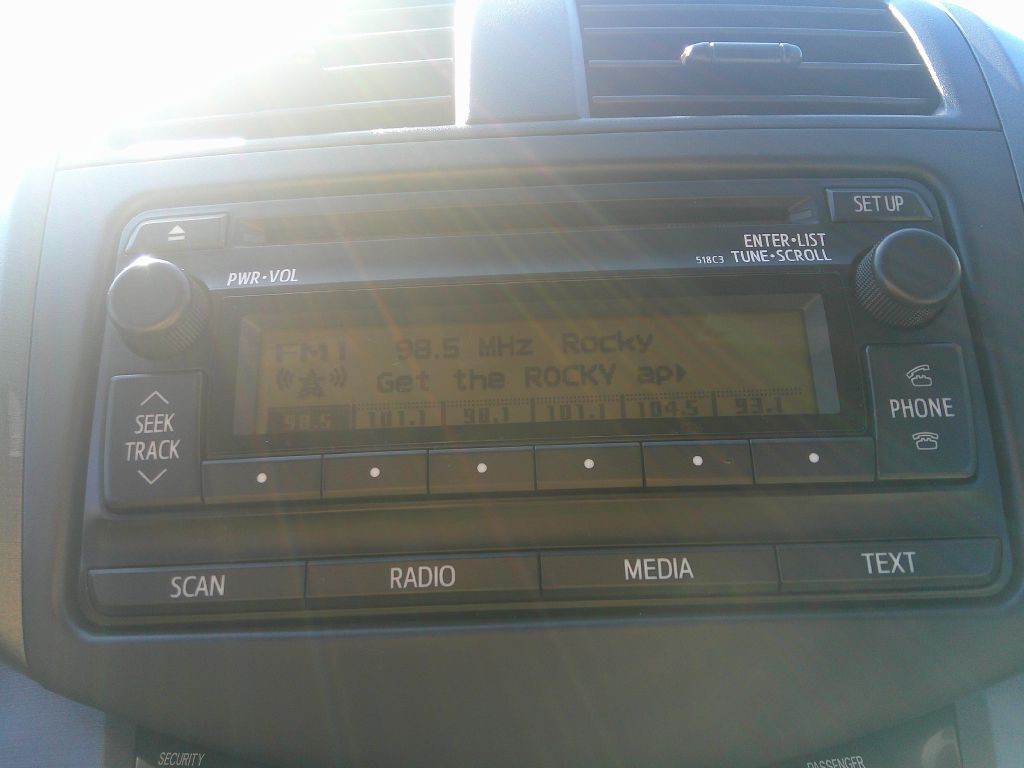 SET UP
ENTER•LIST
518C3 TUNE•SCROLL
PWR•VOL
FM1 98.5 MHz Rocky
Get the ROCKY ap
98.5 101.1 98.1 101.1 104.5 93.1
SEEK
TRACK
PHONE
SCAN RADIO MEDIA TEXT
SECURITY PASSENGER